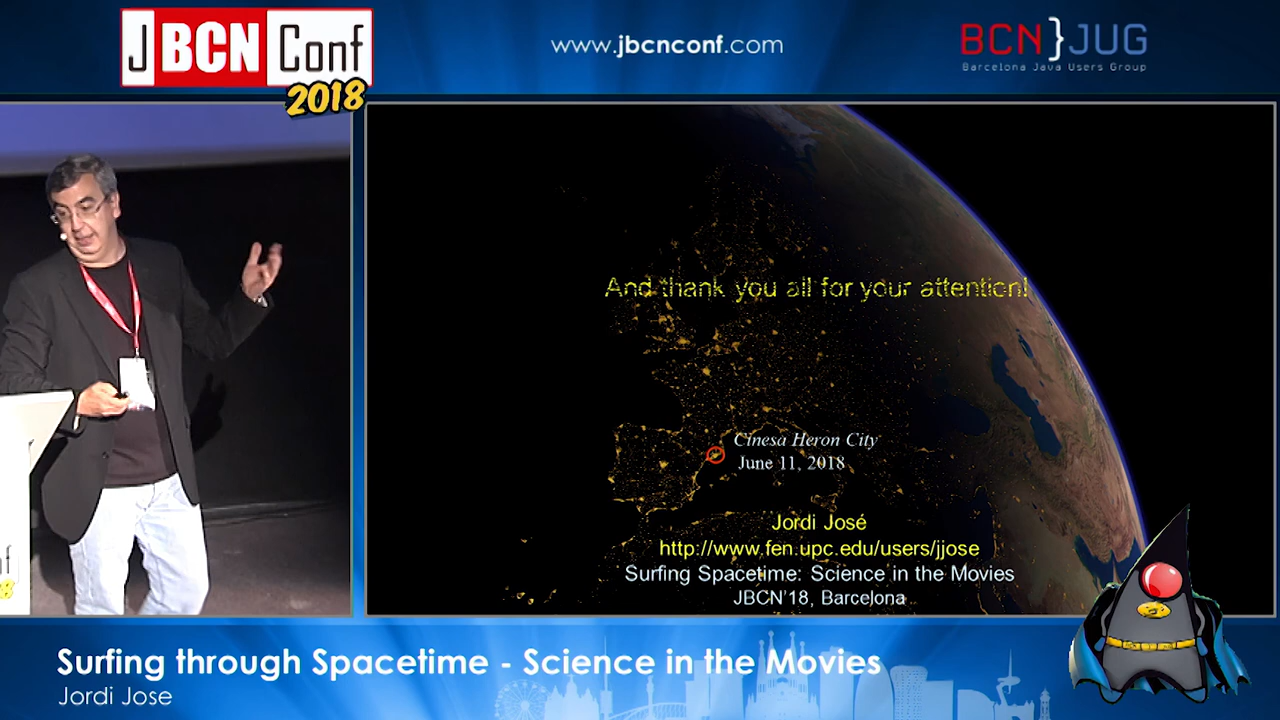 JBCNConf
2018
www.jbcnconf.com
BCN}JUG
Barcelona Java Users Group
And thank you all for your attention!
Cinesa Heron City
June 11, 2018
Jordi José
http://www.fen.upc.edu/users/jjose
Surfing Spacetime: Science in the Movies
JBCN'18, Barcelona
Surfing through Spacetime - Science in the Movies
Jordi Jose